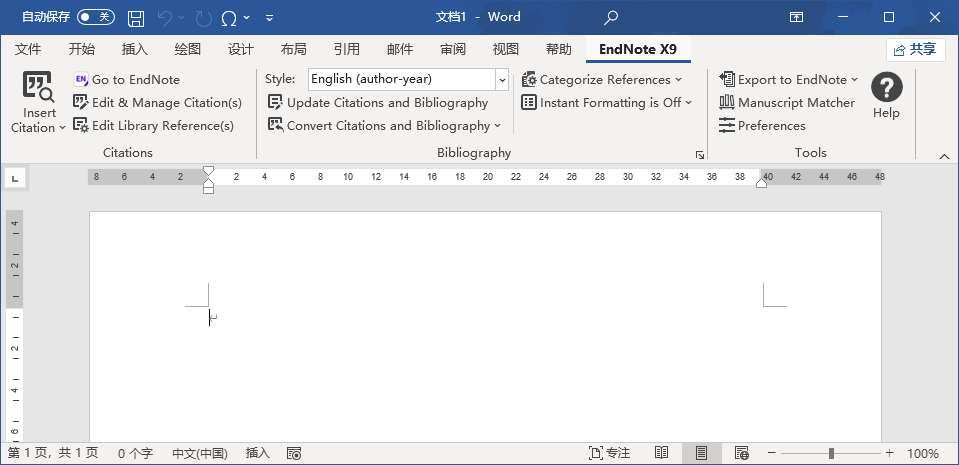 自动保存 关 文档1 - Word
文件 开始 插入 绘图 设计 布局 引用 邮件 审阅 视图 帮助 EndNote X9 共享
Insert Citation
EN Go to EndNote
Edit & Manage Citation(s)
Edit Library Reference(s)
Citations
Style: English (author-year)
Update Citations and Bibliography
Convert Citations and Bibliography
Categorize References
Instant Formatting is Off
Bibliography
Export to EndNote
Manuscript Matcher
Preferences
Help
Tools
8 6 4 2 2 4 6 8 10 12 14 16 18 20 22 24 26 28 30 32 34 36 38 40 42 44 46 48
4
2
2
4
6
第 1 页，共 1 页 0 个字 中文(中国) 插入 专注 100%